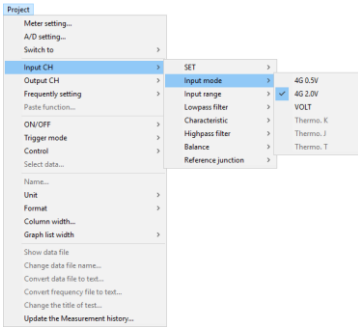 Project
Meter setting...
A/D setting...
Switch to
Input CH
Output CH
Frequently setting
Paste function...
ON/OFF
Trigger mode
Control
Select data...
Name...
Unit
Format
Column width...
Graph list width
Show data file
Change data file name...
Convert data file to text...
Convert frequency file to text...
Change the title of text...
Update the Measurement history...
SET
Input mode
Input range
Lowpass filter
Characteristic
Highpass filter
Balance
Reference junction
4G 0.5V
4G 2.0V
VOLT
Thermo. K
Thermo. J
Thermo. T